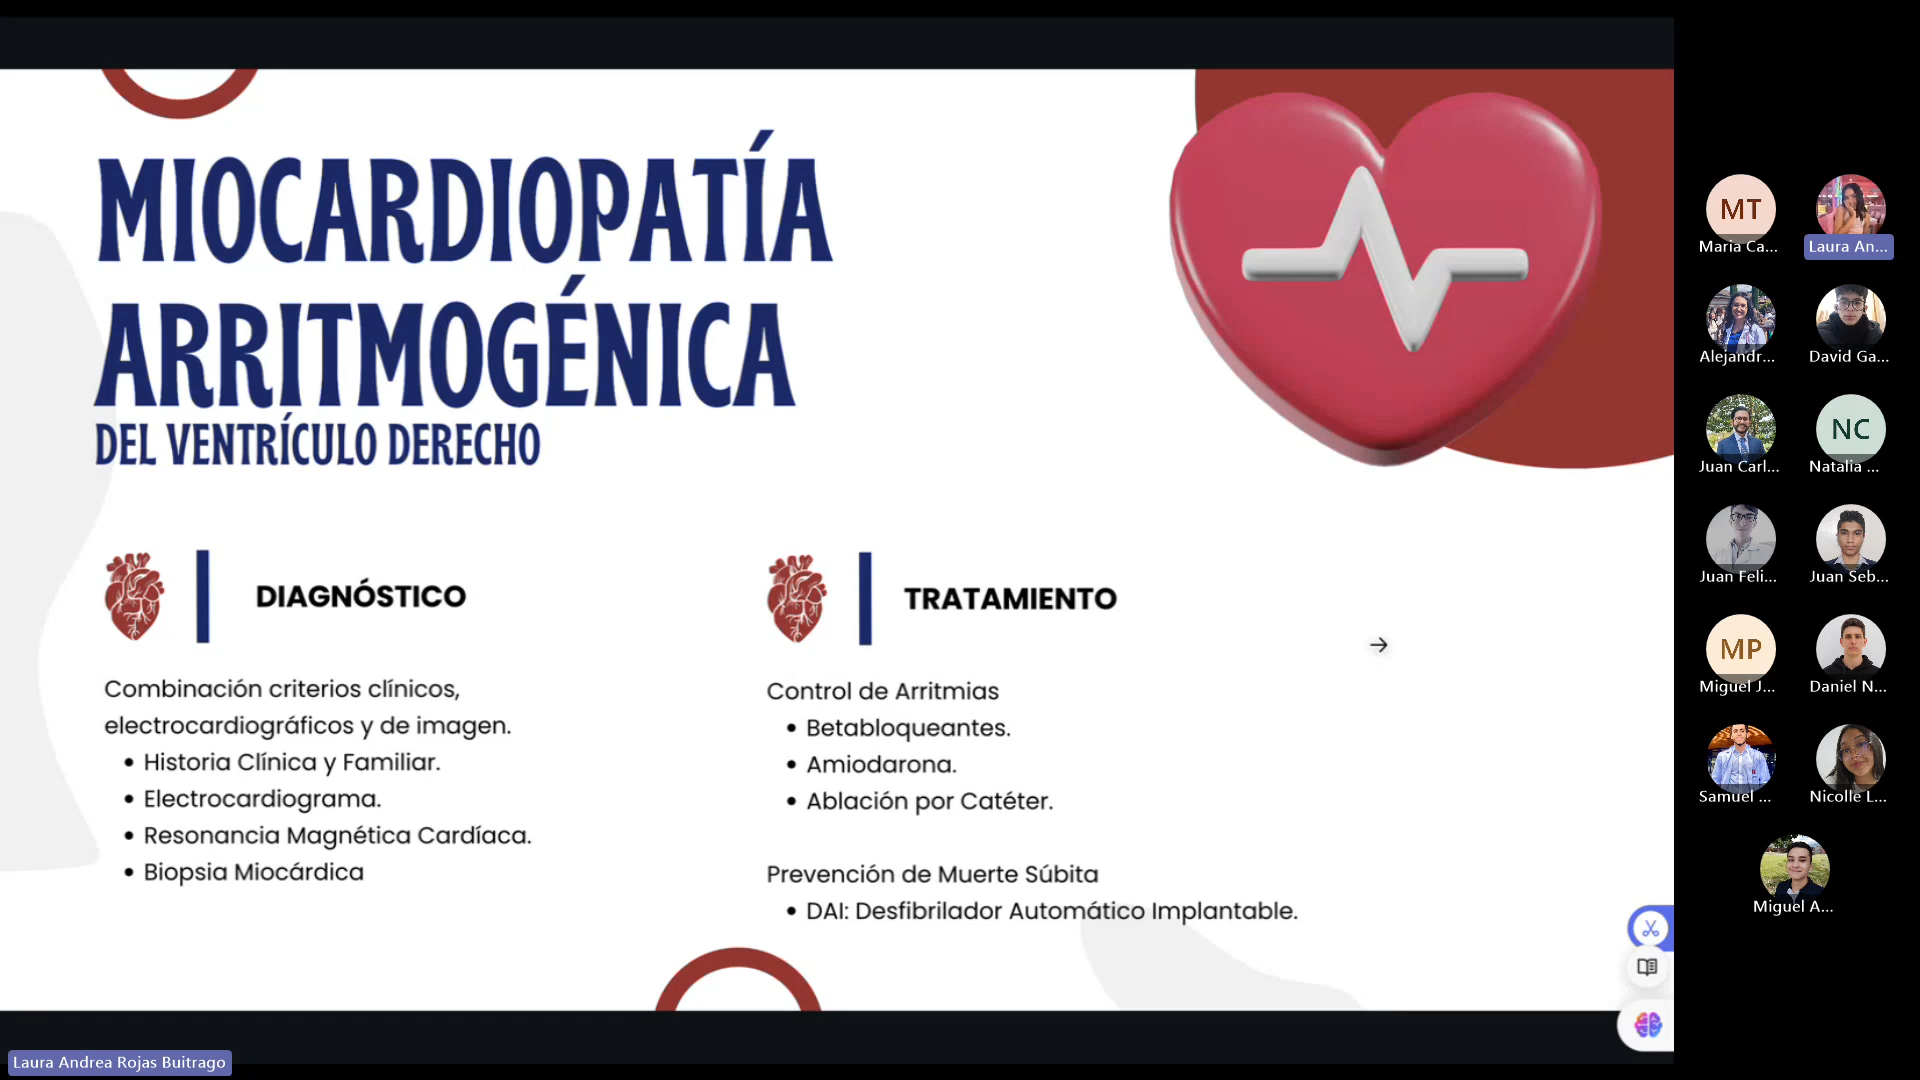 MIOCARDIOPATÍA
ARRITMOGÉNICA
DEL VENTRÍCULO DERECHO
DIAGNÓSTICO
Combinación criterios clínicos,
electrocardiográficos y de imagen.
• Historia Clínica y Familiar.
• Electrocardiograma.
• Resonancia Magnética Cardíaca.
• Biopsia Miocárdica
TRATAMIENTO
Control de Arritmias
• Betabloqueantes.
• Amiodarona.
• Ablación por Catéter.
Prevención de Muerte Súbita
• DAI: Desfibrilador Automático Implantable.
MT
Maria Ca...
Laura An...
Alejandr...
David Ga...
Juan Carl...
NC
Natalia ...
Juan Feli...
Juan Seb...
MP
Miguel J...
Daniel N...
Samuel ...
Nicolle L...
Miguel A...
Laura Andrea Rojas Buitrago